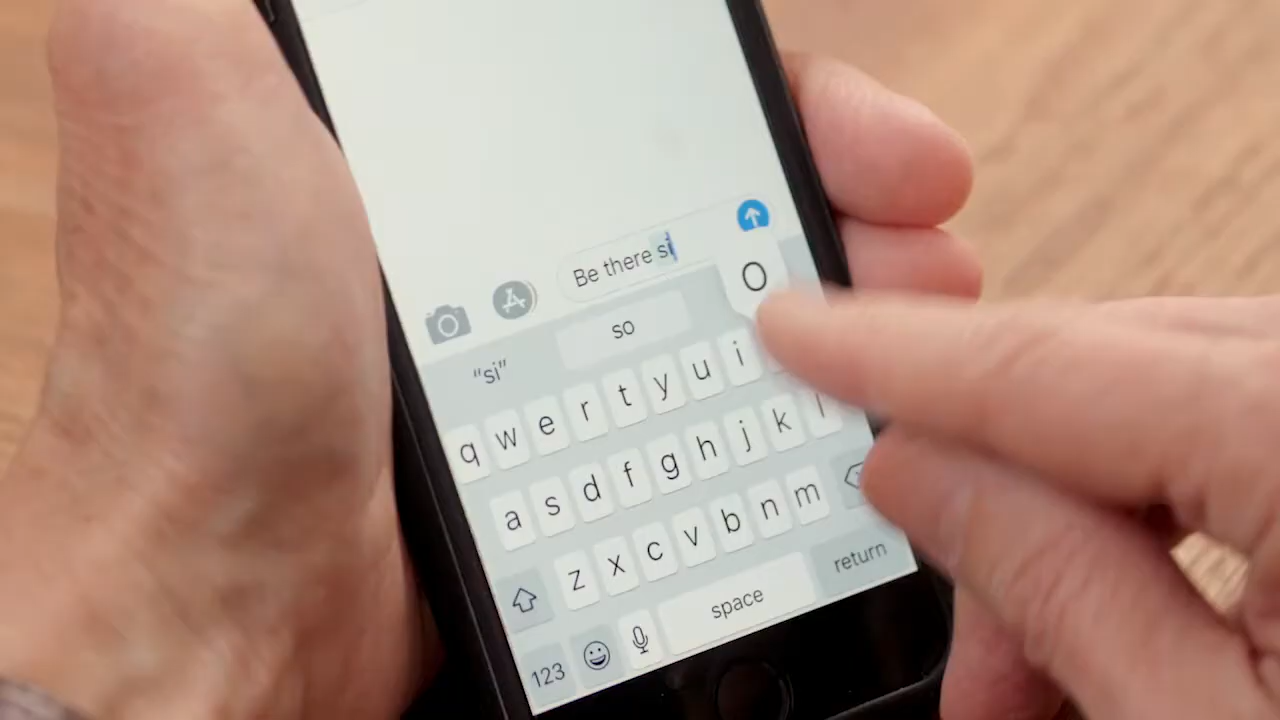 Be there si
O
“si”
so
q w e r t y u i
a s d f g h j k l
z x c v b n m
return
space
123